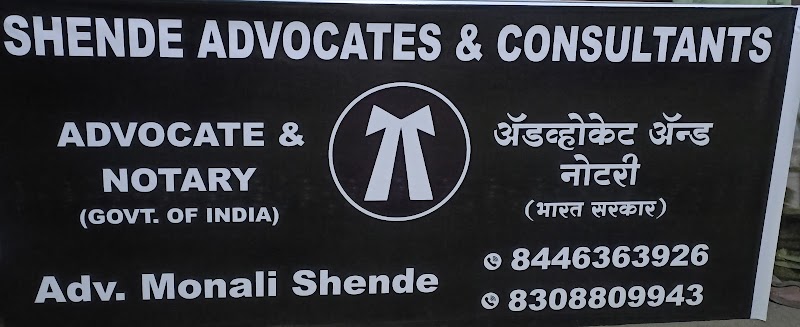 SHENDE ADVOCATES & CONSULTANTS
ADVOCATE &
NOTARY
(GOVT. OF INDIA)
Adv. Monali Shende
ॲडव्होकेट ॲन्ड
नोटरी
(भारत सरकार)
8446363926
8308809943